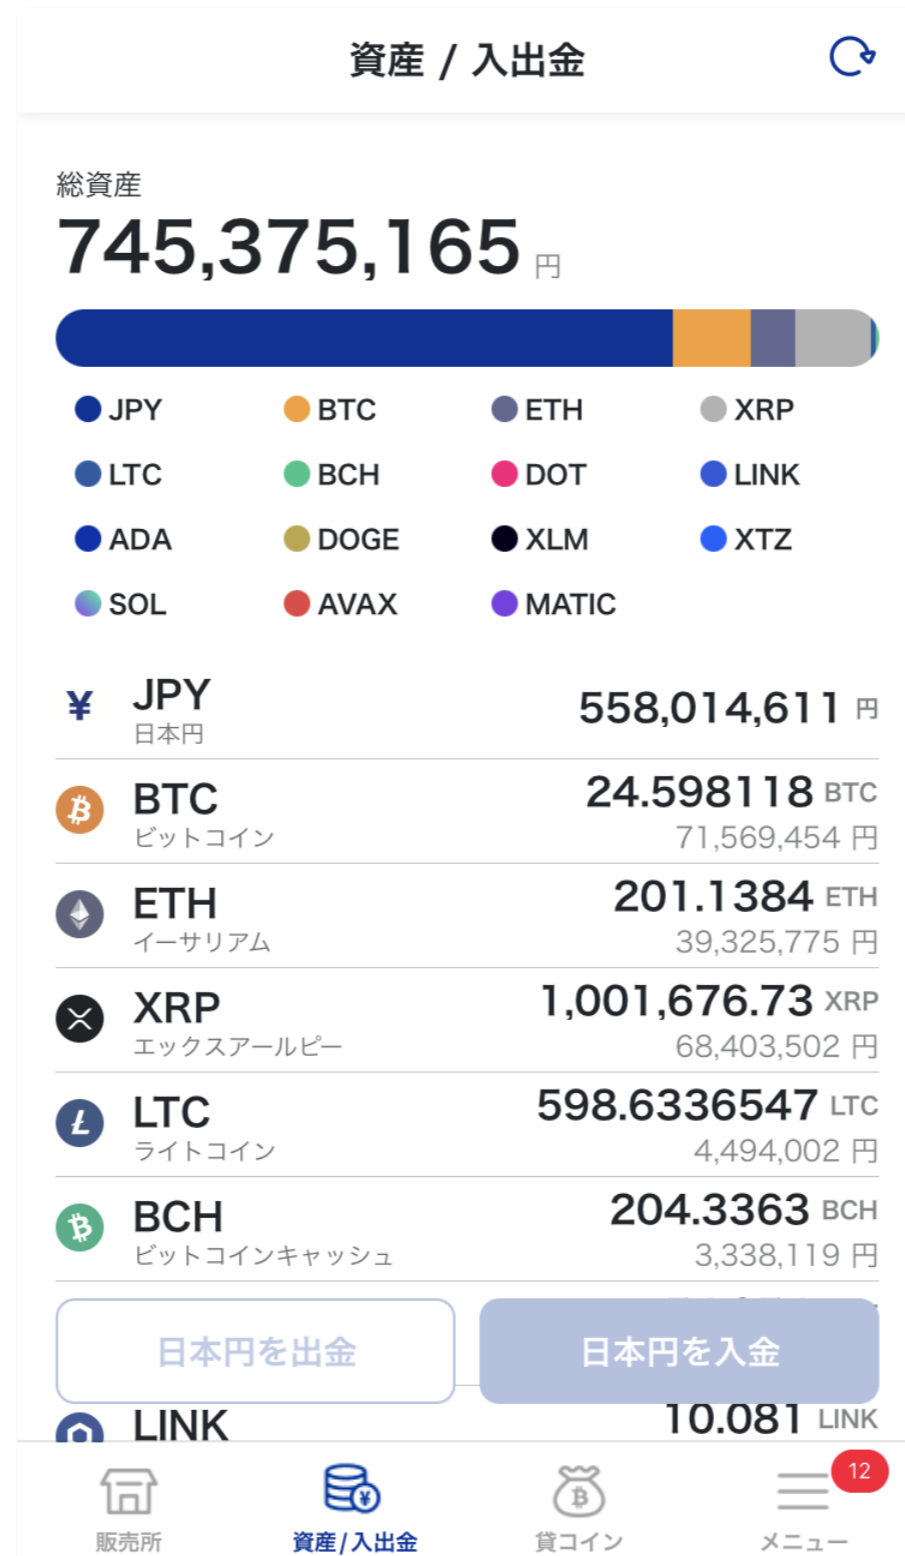 資産 / 入出金
総資産
745,375,165 円
JPY BTC ETH XRP
LTC BCH DOT LINK
ADA DOGE XLM XTZ
SOL AVAX MATIC
¥ JPY 558,014,611 円
日本円
BTC 24.598118 BTC
ビットコイン 71,569,454 円
ETH 201.1384 ETH
イーサリアム 39,325,775 円
XRP 1,001,676.73 XRP
エックスアールピー 68,403,502 円
LTC 598.6336547 LTC
ライトコイン 4,494,002 円
BCH 204.3363 BCH
ビットコインキャッシュ 3,338,119 円
日本円を出金 日本円を入金
LINK 10.081 LINK
12
販売所 資産/入出金 貸コイン メニュー